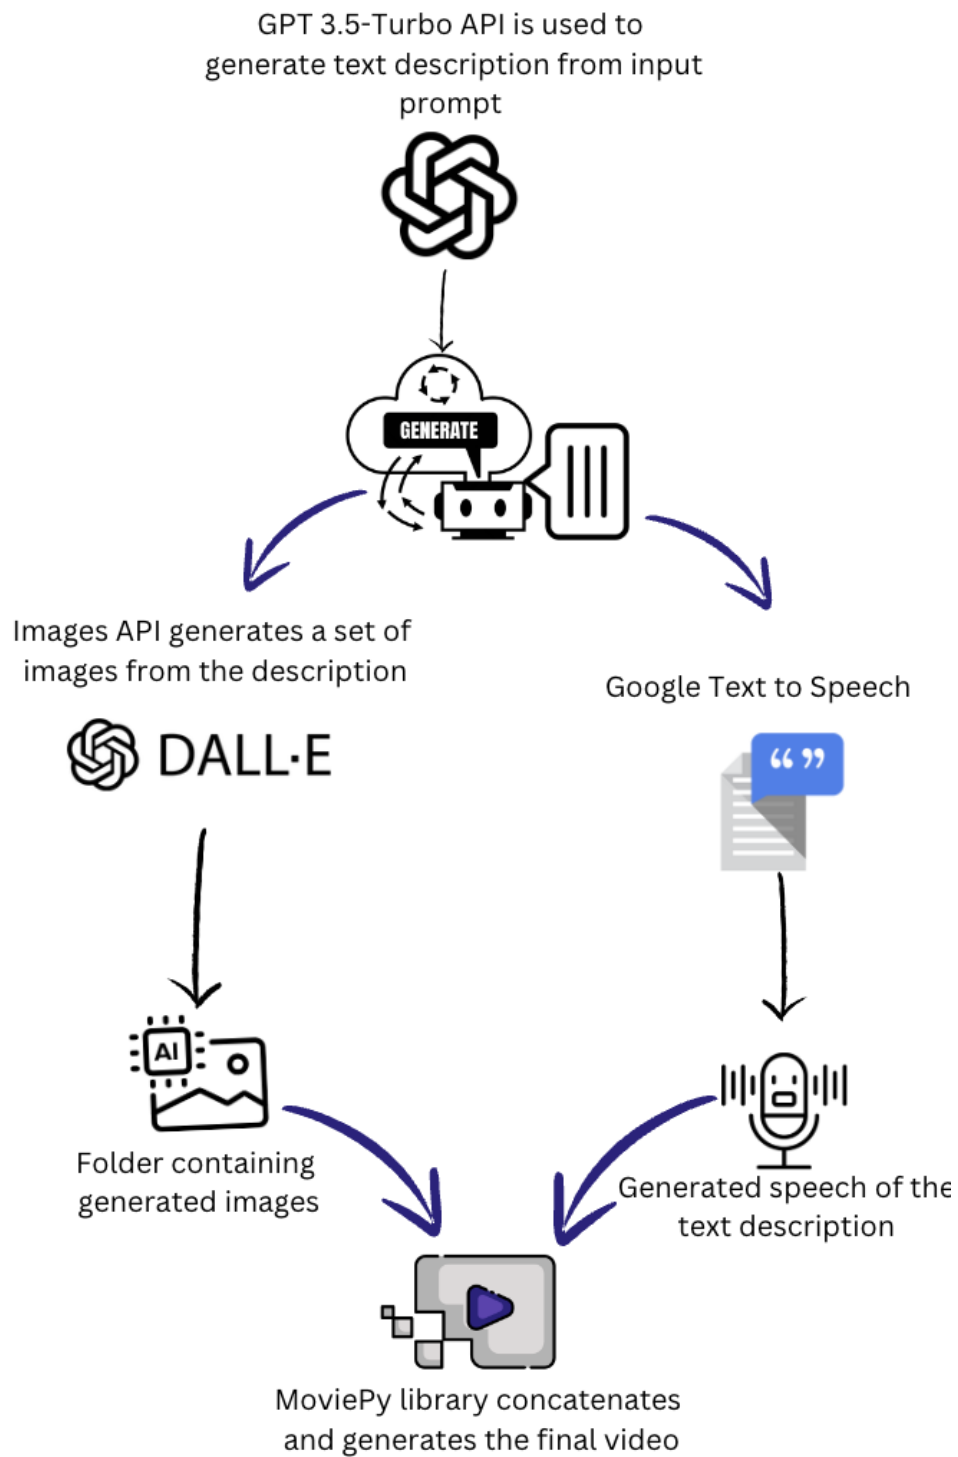 GPT 3.5-Turbo API is used to
generate text description from input
prompt
GENERATE
Images API generates a set of
images from the description
Google Text to Speech
DALL·E
“ ”
AI
Folder containing
generated images
Generated speech of the
text description
MoviePy library concatenates
and generates the final video